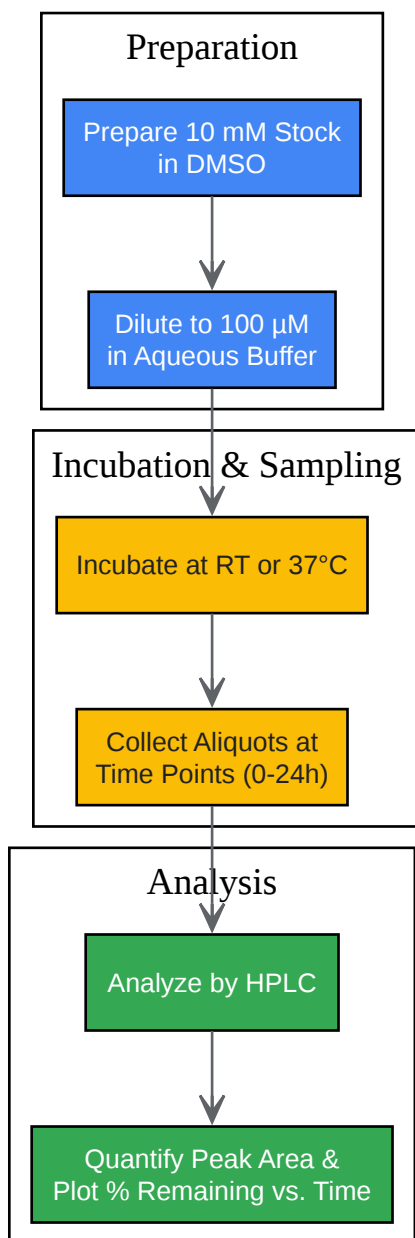 Preparation
Prepare 10 mM Stock
in DMSO
Dilute to 100 µM
in Aqueous Buffer
Incubation & Sampling
Incubate at RT or 37°C
Collect Aliquots at
Time Points (0-24h)
Analysis
Analyze by HPLC
Quantify Peak Area &
Plot % Remaining vs. Time